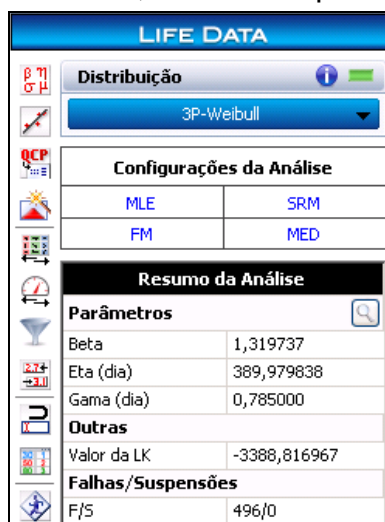 LIFE DATA
β η
σ μ
Distribuição
3P-Weibull
QCP
Configurações da Análise
MLE SRM
FM MED
Resumo da Análise
Parâmetros
Beta 1,319737
Eta (dia) 389,979838
Gama (dia) 0,785000
Outras
Valor da LK -3388,816967
Falhas/Suspensões
F/S 496/0